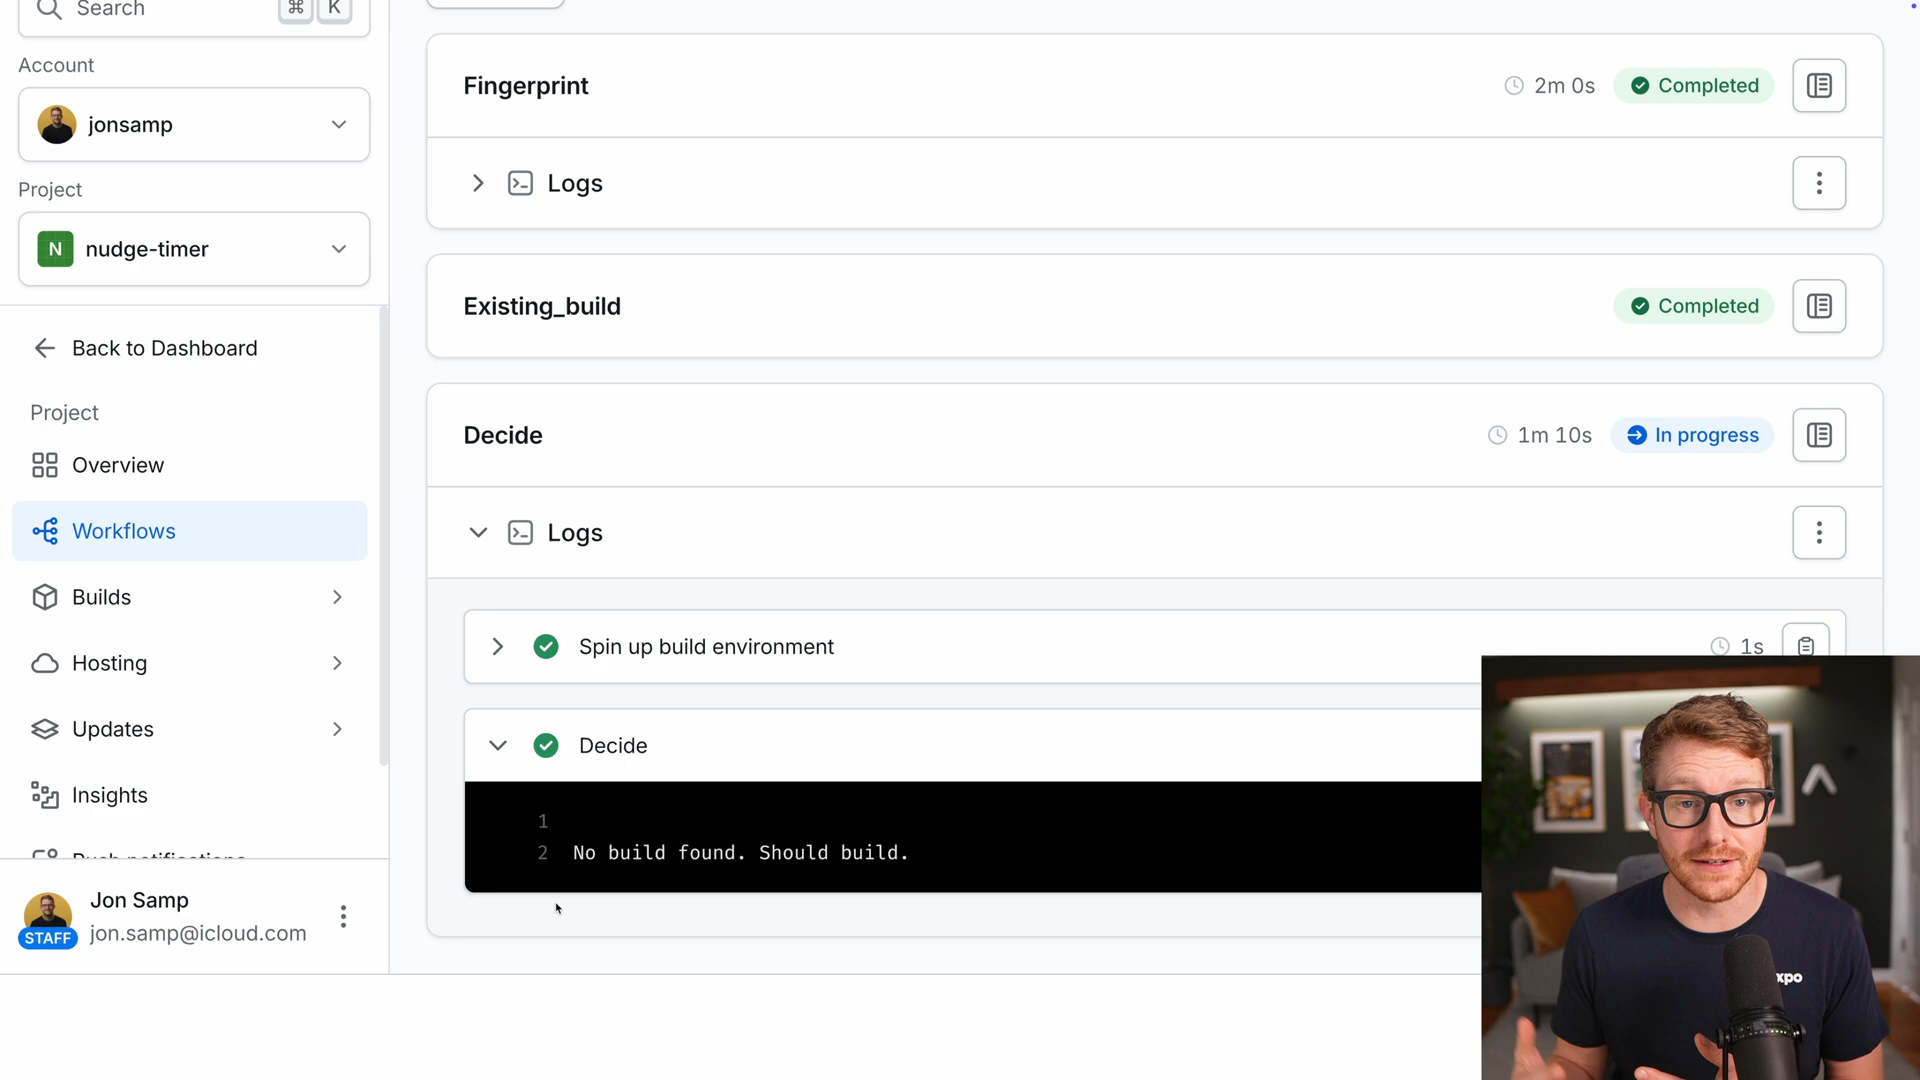 Search ⌘ K
Account
jonsamp
Project
N nudge-timer
Back to Dashboard
Project
Overview
Workflows
Builds
Hosting
Updates
Insights
Push notifications
Jon Samp
STAFF jon.samp@icloud.com
Fingerprint 2m 0s Completed
Logs
Existing_build Completed
Decide 1m 10s In progress
Logs
Spin up build environment 1s
Decide
1
2 No build found. Should build.
xpo